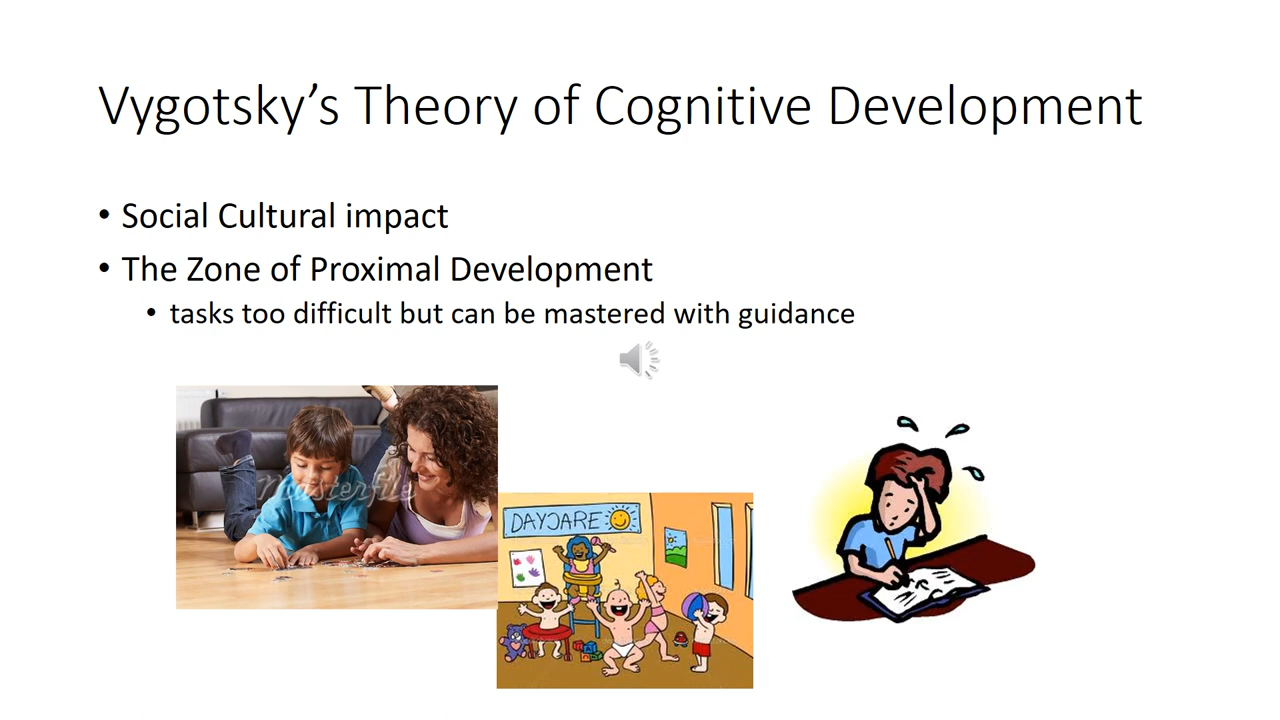 Vygotsky’s Theory of Cognitive Development
• Social Cultural impact
• The Zone of Proximal Development
• tasks too difficult but can be mastered with guidance
Masterfile
DAYCARE